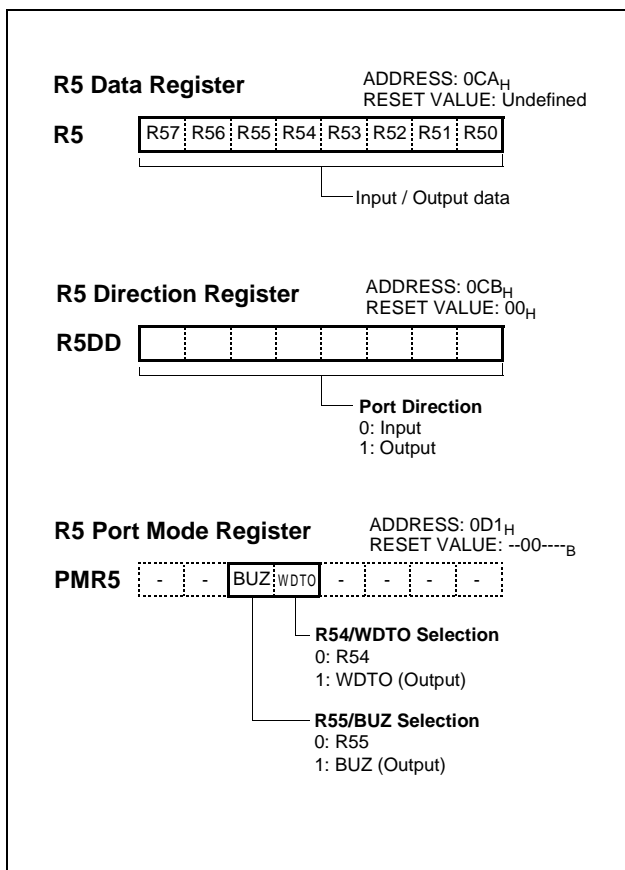 R5 Data Register
ADDRESS: 0CAH
RESET VALUE: Undefined
R5
R57 R56 R55 R54 R53 R52 R51 R50
Input / Output data
R5 Direction Register
ADDRESS: 0CBH
RESET VALUE: 00H
R5DD
Port Direction
0: Input
1: Output
R5 Port Mode Register
ADDRESS: 0D1H
RESET VALUE: --00----B
PMR5
- - BUZ WDTO - - - -
R54/WDTO Selection
0: R54
1: WDTO (Output)
R55/BUZ Selection
0: R55
1: BUZ (Output)